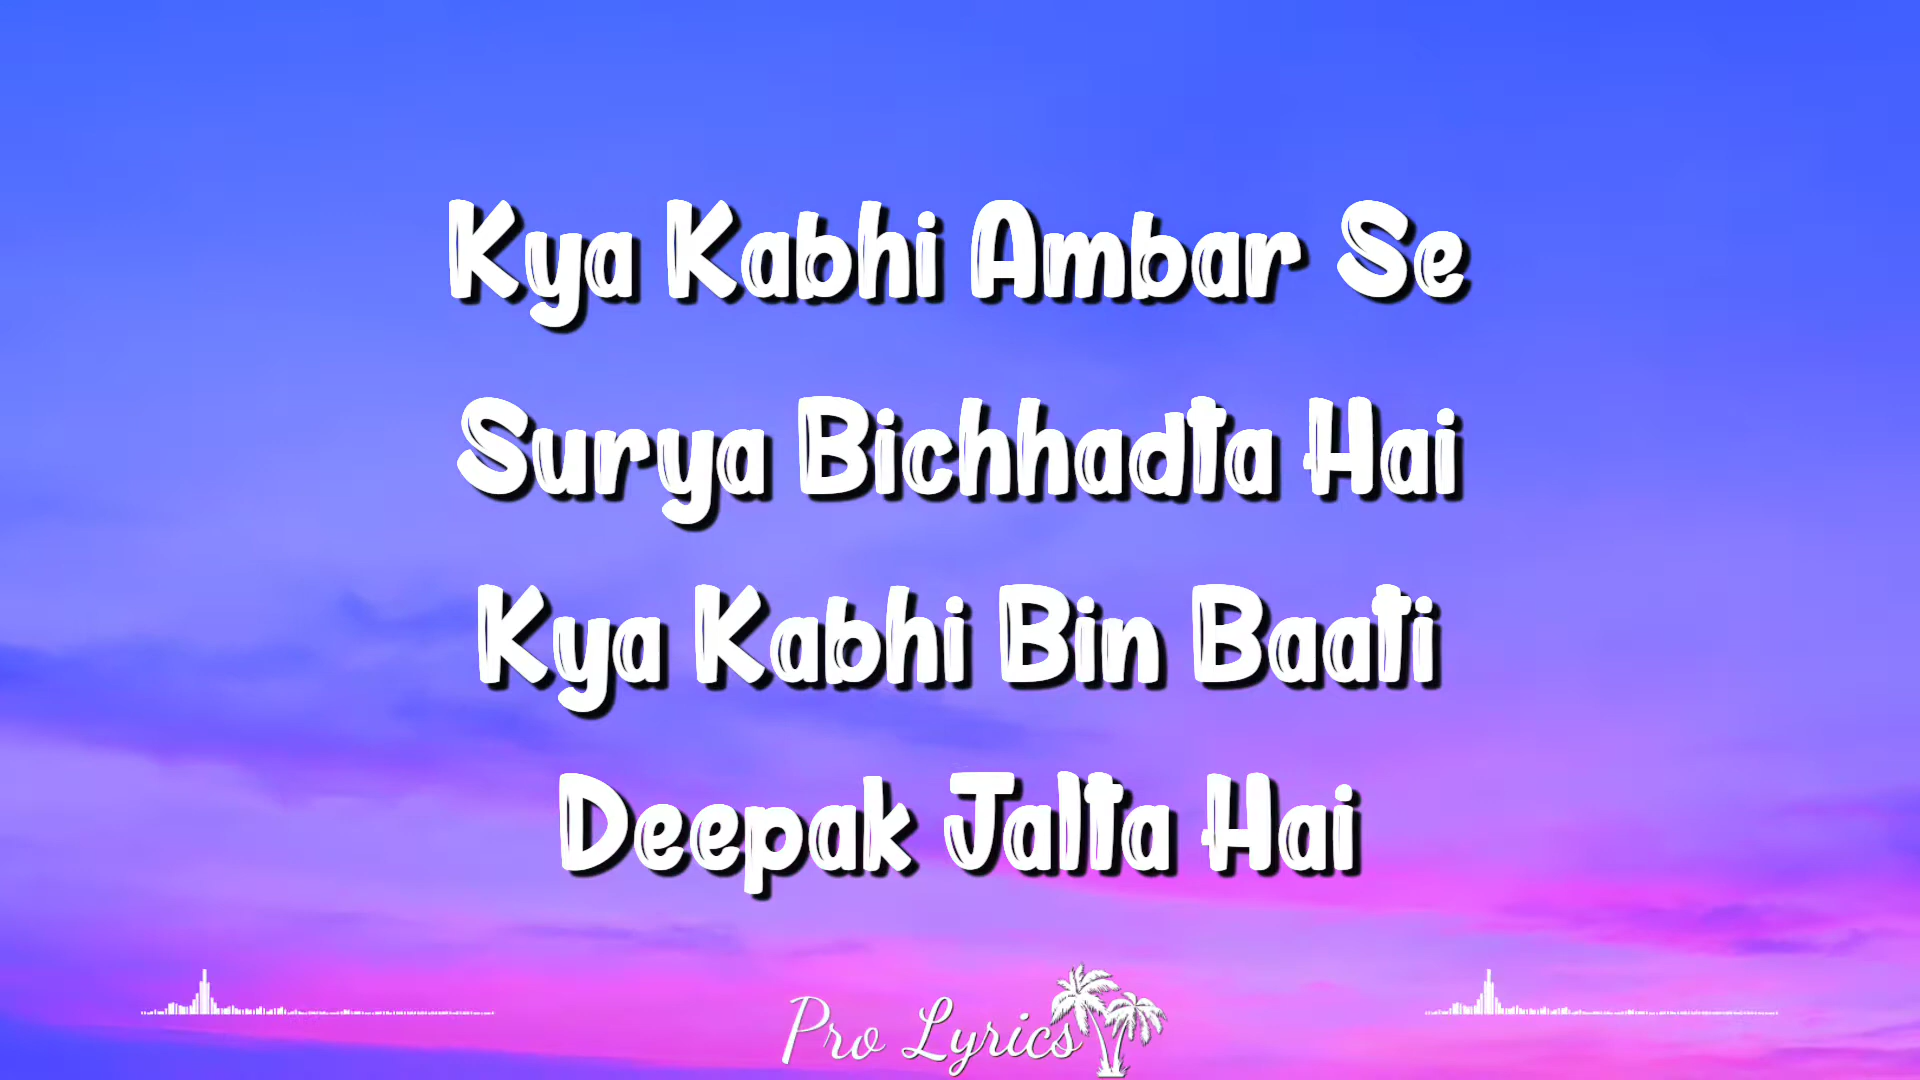 Kya Kabhi Ambar Se
Surya Bichhadta Hai
Kya Kabhi Bin Baati
Deepak Jalta Hai
Pro Lyrics